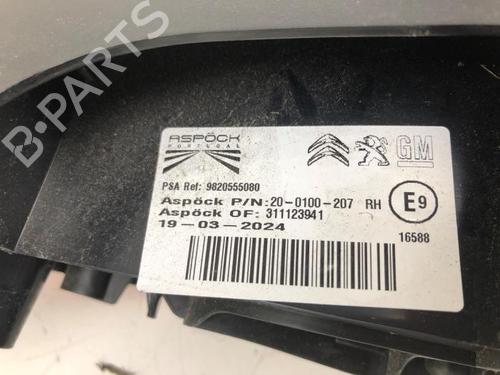 B-PARTS
ASPÖCK
PORTUGAL
GM
PSA Ref: 9820555080
Aspöck P/N:20-0100-207 RH
E9
Aspöck OF: 311123941
19-03-2024
16588